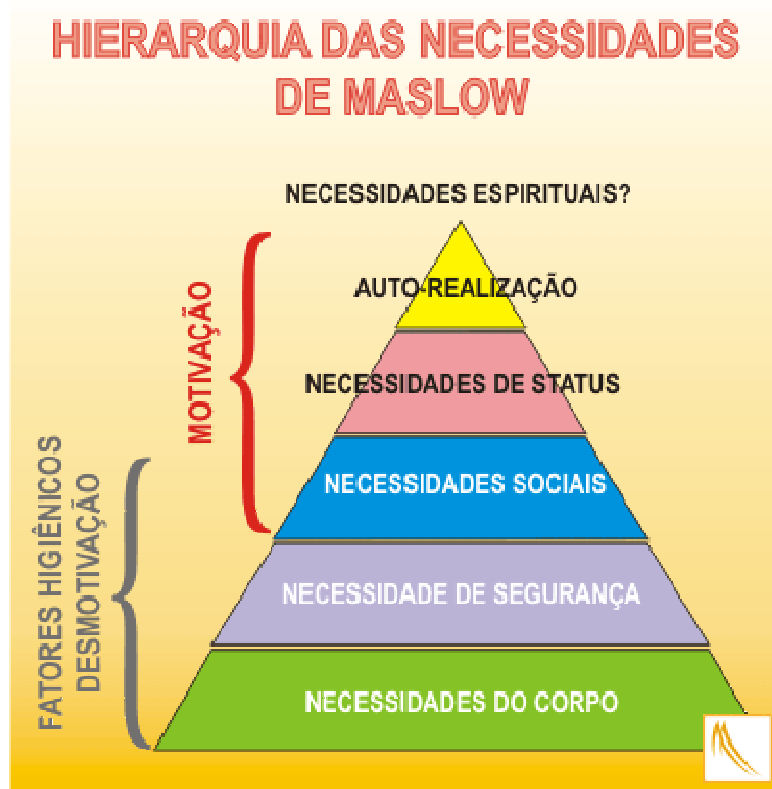 HIERARQUIA DAS NECESSIDADES
DE MASLOW
NECESSIDADES ESPIRITUAIS?
AUTO-REALIZAÇÃO
NECESSIDADES DE STATUS
NECESSIDADES SOCIAIS
NECESSIDADE DE SEGURANÇA
NECESSIDADES DO CORPO
MOTIVAÇÃO
FATORES HIGIÊNICOS
DESMOTIVAÇÃO